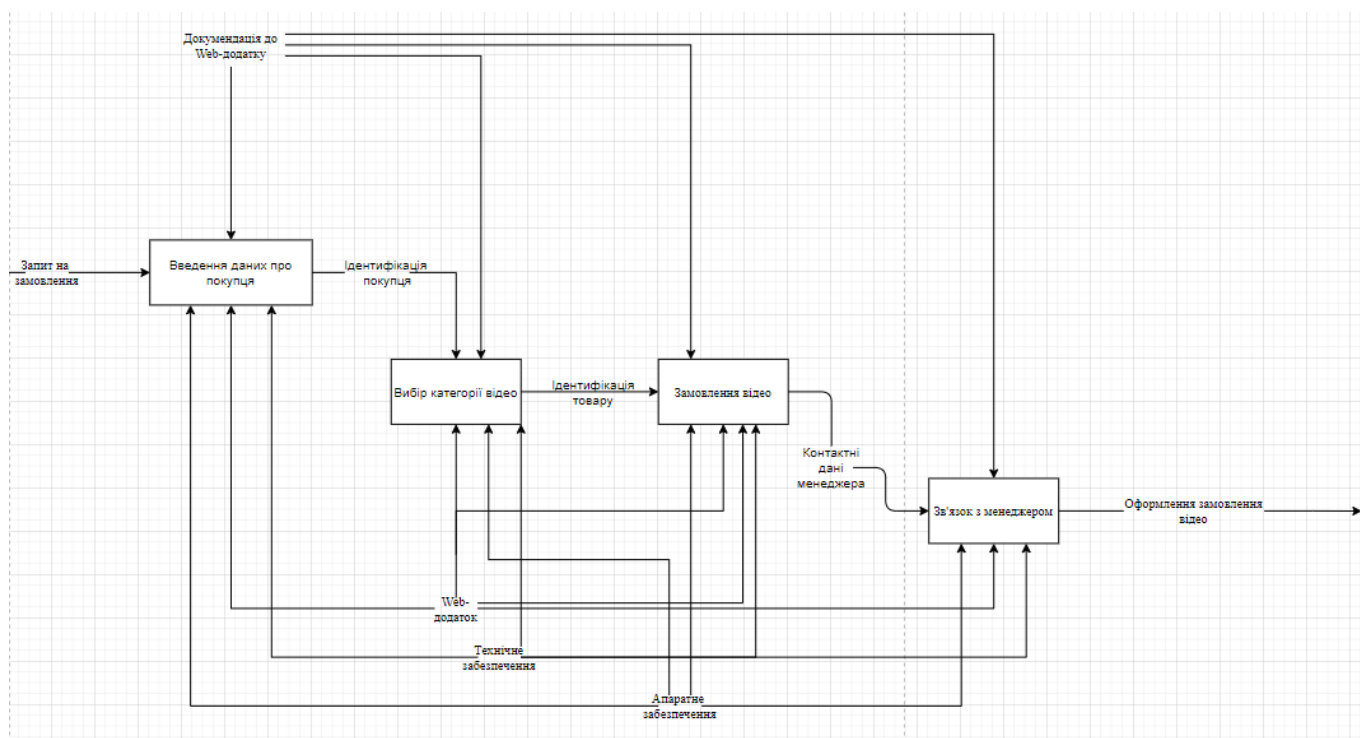 Докумендація до
Web-додатку
Запит на
замовлення
Введення даних про
покупця
Ідентифікація
покупця
Вибір категорії відео
Ідентифікація
товару
Замовлення відео
Контактні
дані
менеджера
Зв'язок з менеджером
Оформлення замовлення
відео
Web-
додаток
Технічне
забезпечення
Апаратне
забезпечення